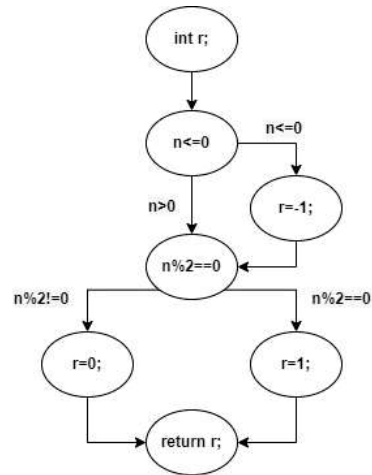 int r;
n<=0
n<=0
n>0
r=-1;
n%2==0
n%2!=0
n%2==0
r=0;
r=1;
return r;